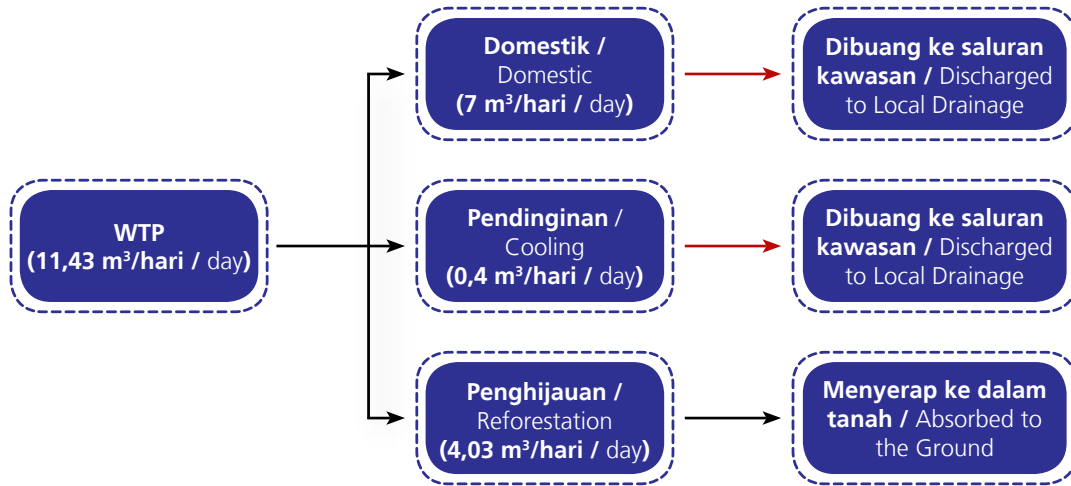 WTP
(11,43 m³/hari / day)
Domestik /
Domestic
(7 m³/hari / day)
Dibuang ke saluran
kawasan / Discharged
to Local Drainage
Pendinginan /
Cooling
(0,4 m³/hari / day)
Dibuang ke saluran
kawasan / Discharged
to Local Drainage
Penghijauan /
Reforestation
(4,03 m³/hari / day)
Menyerap ke dalam
tanah / Absorbed to
the Ground